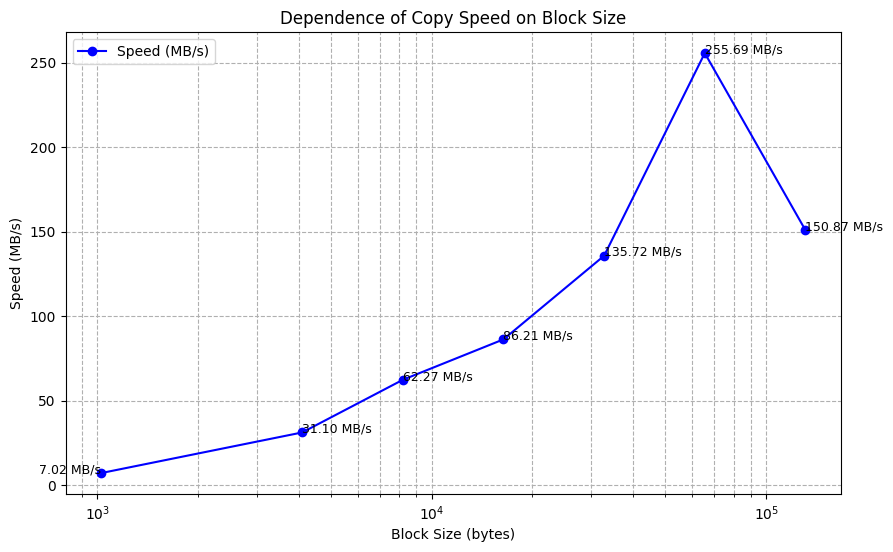 Dependence of Copy Speed on Block Size
Speed (MB/s)
255.69 MB/s
250
200
150.87 MB/s
150
135.72 MB/s
Speed (MB/s)
100
86.21 MB/s
62.27 MB/s
50
31.10 MB/s
7.02 MB/s
0
10³ 10⁴ 10⁵
Block Size (bytes)